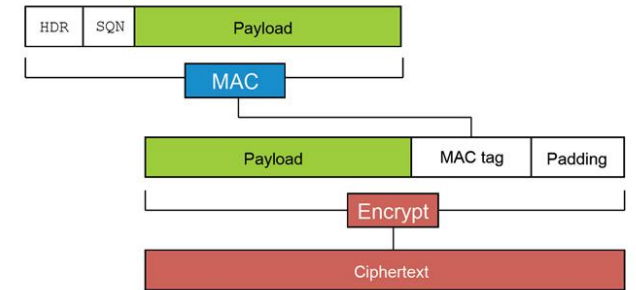 HDR SQN Payload
MAC
Payload MAC tag Padding
Encrypt
Ciphertext